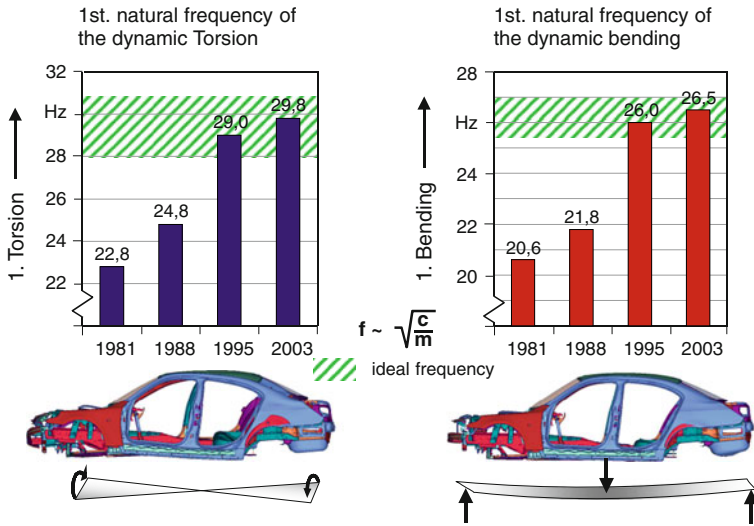 1st. natural frequency of
the dynamic Torsion
32
Hz
28
26
24
22
1. Torsion
22,8
24,8
29,0
29,8
1981 1988 1995 2003
1st. natural frequency of
the dynamic bending
28
Hz
24
22
20
1. Bending
20,6
21,8
26,0
26,5
1981 1988 1995 2003
f ~ √c/m
ideal frequency